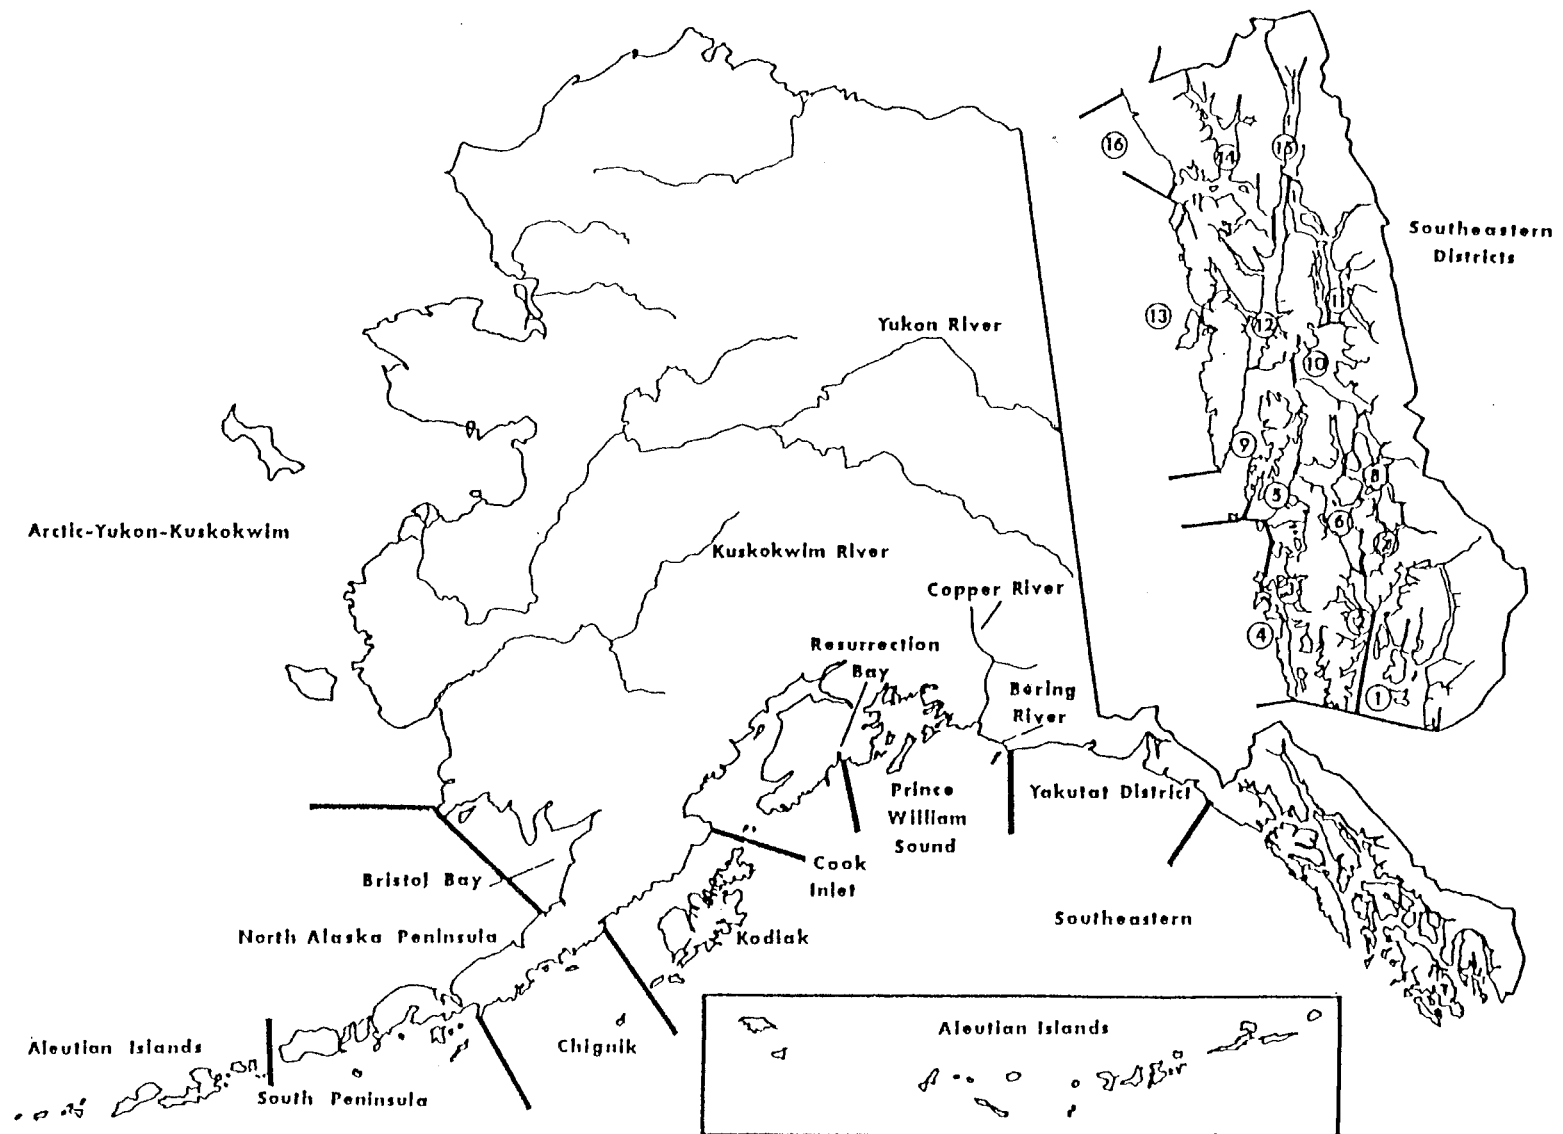 16
14
15
Southeastern
Districts
13
11
12
Yukon River
10
9
8
5
6
7
Arctic-Yukon-Kuskokwim
Kuskokwim River
Copper River
4
Resurrection
Bay
Bering
River
1
Prince
William
Sound
Yakutat District
Cook
Inlet
Bristol Bay
Southeastern
North Alaska Peninsula
Kodiak
Aleutian Islands
Chignik
Aleutian Islands
South Peninsula